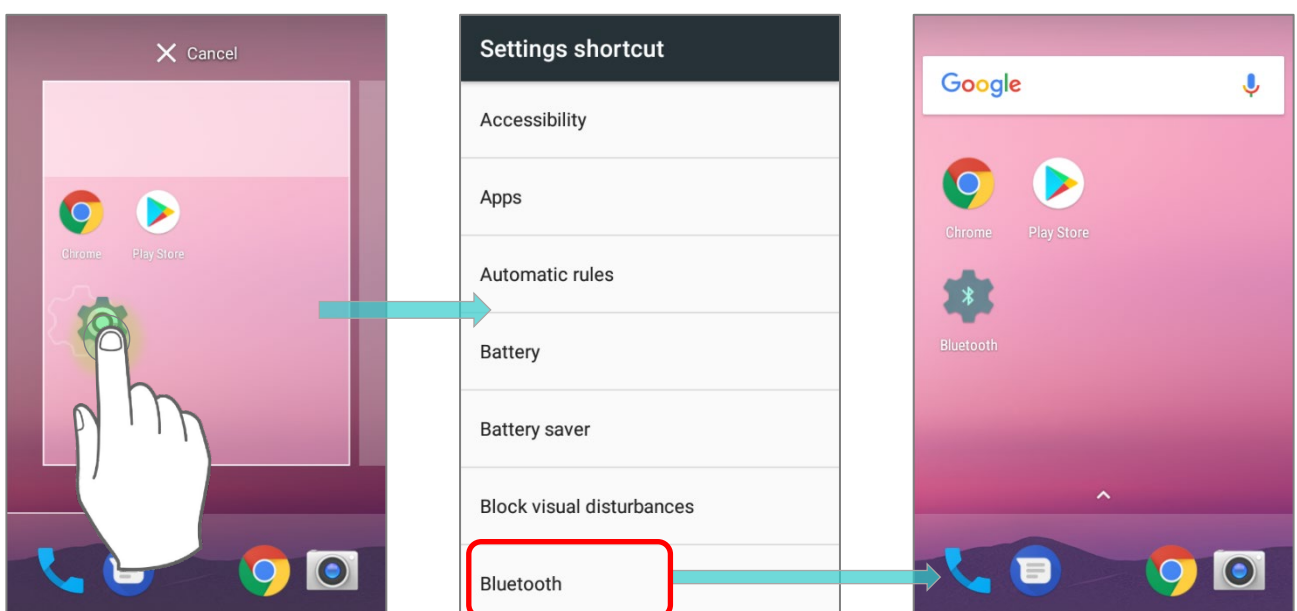 Cancel
Chrome
Play Store
Settings shortcut
Accessibility
Apps
Automatic rules
Battery
Battery saver
Block visual disturbances
Bluetooth
Google
Chrome
Play Store
Bluetooth